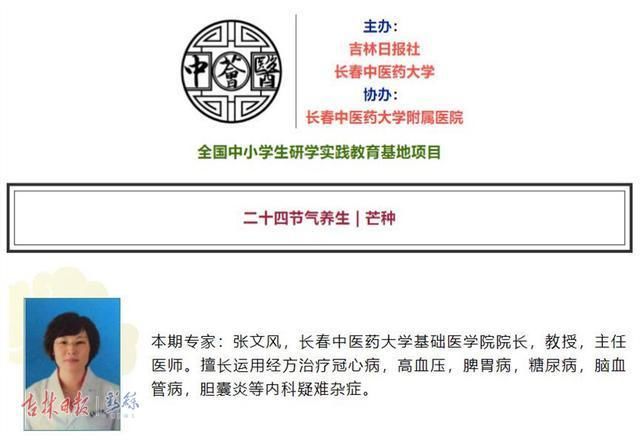 中薈醫
主办：
吉林日报社
长春中医药大学
协办：
长春中医药大学附属医院
全国中小学生研学实践教育基地项目
二十四节气养生 | 芒种
本期专家：张文风，长春中医药大学基础医学院院长，教授，主任
医师。擅长运用经方治疗冠心病，高血压，脾胃病，糖尿病，脑血
管病，胆囊炎等内科疑难杂症。
吉林日报 | 彩练
NEWS